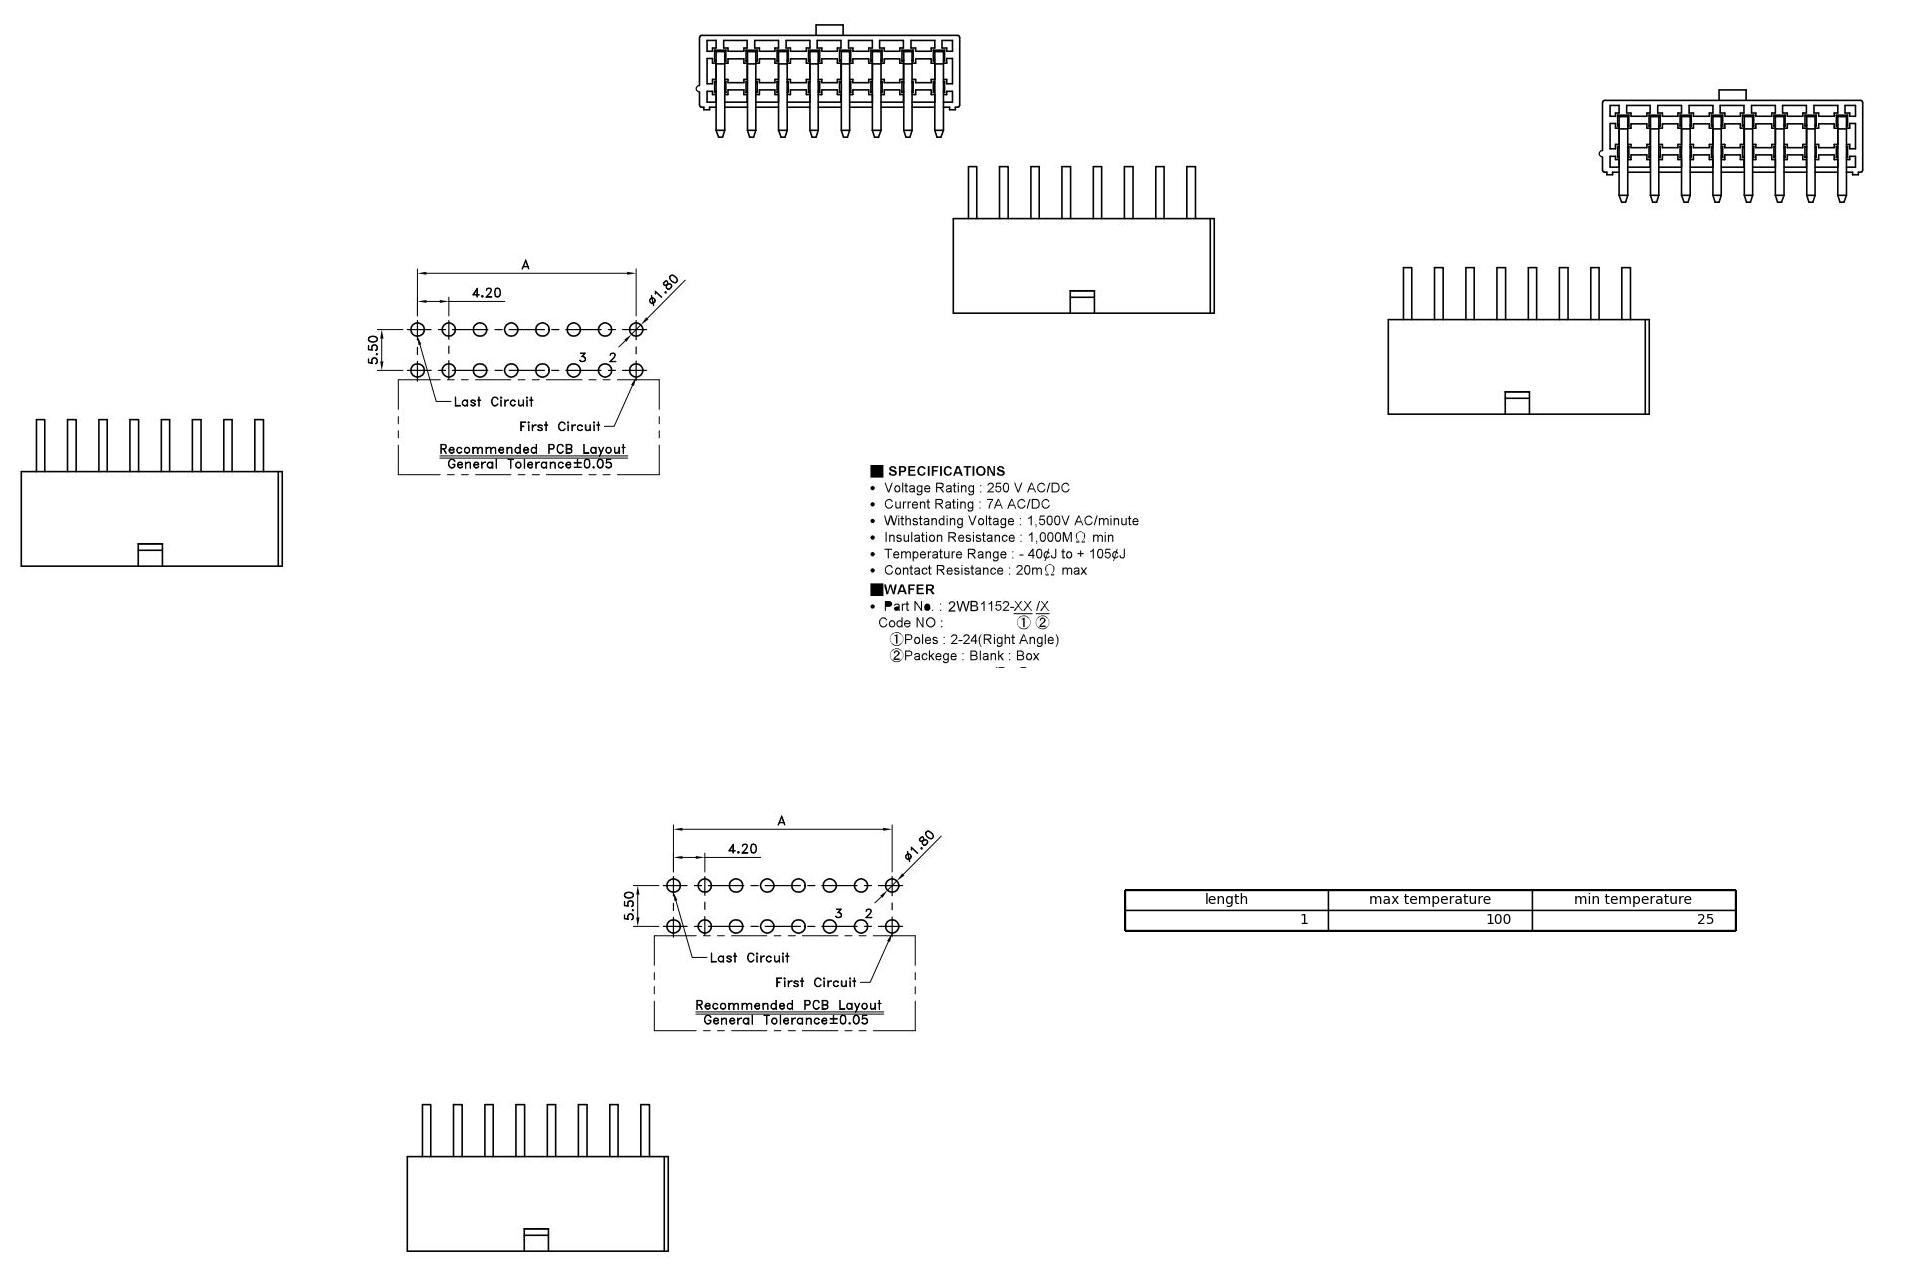 A
4.20
ø1.80
5.50
3 2
Last Circuit
First Circuit
Recommended PCB Layout
General Tolerance±0.05
■ SPECIFICATIONS
• Voltage Rating : 250 V AC/DC
• Current Rating : 7A AC/DC
• Withstanding Voltage : 1,500V AC/minute
• Insulation Resistance : 1,000MΩ min
• Temperature Range : - 40¢J to + 105¢J
• Contact Resistance : 20mΩ max
■WAFER
• Part No. : 2WB1152-XX /X
Code NO : ① ②
①Poles : 2-24(Right Angle)
②Packege : Blank : Box
A
4.20
ø1.80
5.50
3 2
Last Circuit
First Circuit
Recommended PCB Layout
General Tolerance±0.05
length max temperature min temperature
1 100 25